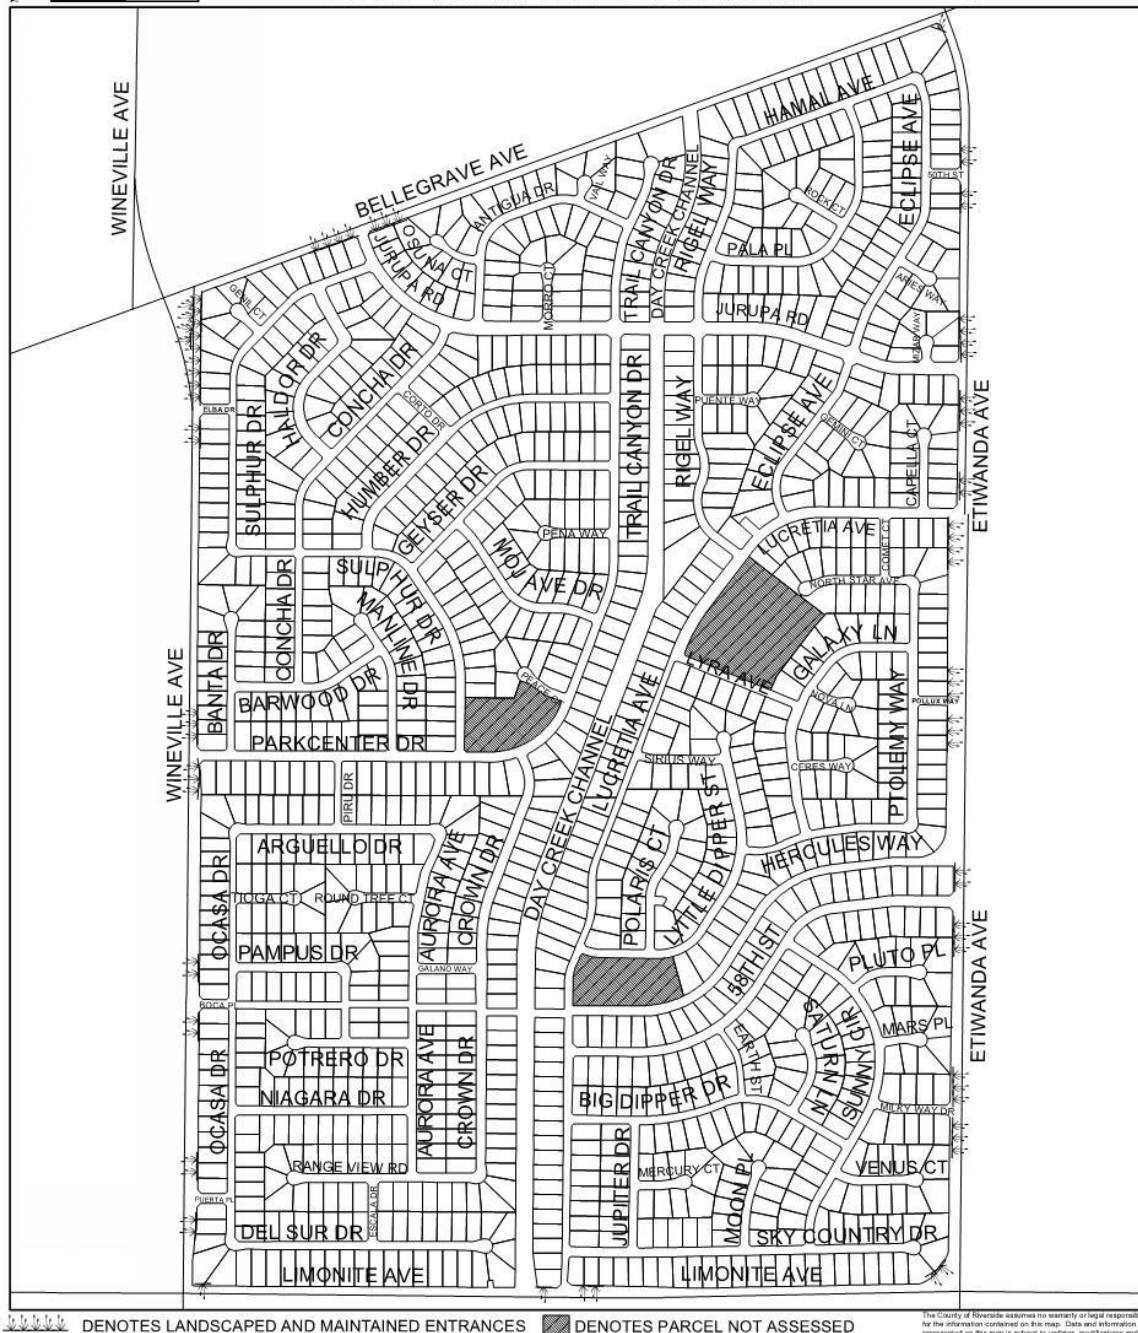 WINEVILLE AVE
BELLEGRAVE AVE
HAMAL AVE
ECLIPSE AVE
50TH ST
VAIL WAY
ANTIGUA DR
TRAIL CANYON DR
DAY CREEK CHANNEL
RIGEL WAY
ROCK CT
PALA PL
OSUNA CT
JURUPA RD
MORRO CT
JURUPA RD
ARIES WAY
MIZAR WAY
GENIL CT
HALDOR DR
CONCHA DR
CORTO DR
ELBA DR
SULPHUR DR
HUMBER DR
GEYSER DR
TRAIL CANYON DR
RIGEL WAY
PUENTE WAY
ECLIPSE AVE
GEMINI CT
CAPELLA CT
ETIWANDA AVE
PENA WAY
MOJAVE DR
LUCRETIA AVE
COMET CT
NORTH STAR AVE
CONCHA DR
SULPHUR DR
MANLINE DR
GALAXY LN
LYRA AVE
WINEVILLE AVE
BANTA DR
BARWOOD DR
PARKCENTER DR
NOVA LN
PTOLEMY WAY
POLLUX WAY
LUCRETIA AVE
SIRIUS WAY
CERES WAY
PIRU DR
DAY CREEK CHANNEL
LITTLE DIPPER ST
POLARIS CT
HERCULES WAY
ARGUELLO DR
AURORA AVE
CROWN DR
OCASA DR
TIOGA CT
ROUND TREE CT
PAMPUS DR
GALANO WAY
58TH ST
PLUTO PL
ETIWANDA AVE
BOCA PL
SATURN LN
SUNNY CIR
MARS PL
EARTH ST
POTRERO DR
NIAGARA DR
OCASA DR
AURORA AVE
CROWN DR
BIG DIPPER DR
MILKY WAY DR
RANGE VIEW RD
JUPITER DR
MERCURY CT
MOON PL
VENUS CT
PUERTA PL
ESCALA DR
DEL SUR DR
SKY COUNTRY DR
LIMONITE AVE
LIMONITE AVE
DENOTES LANDSCAPED AND MAINTAINED ENTRANCES
DENOTES PARCEL NOT ASSESSED
The County of Riverside assumes no warranty or legal
for the information contained on this map. Data and information